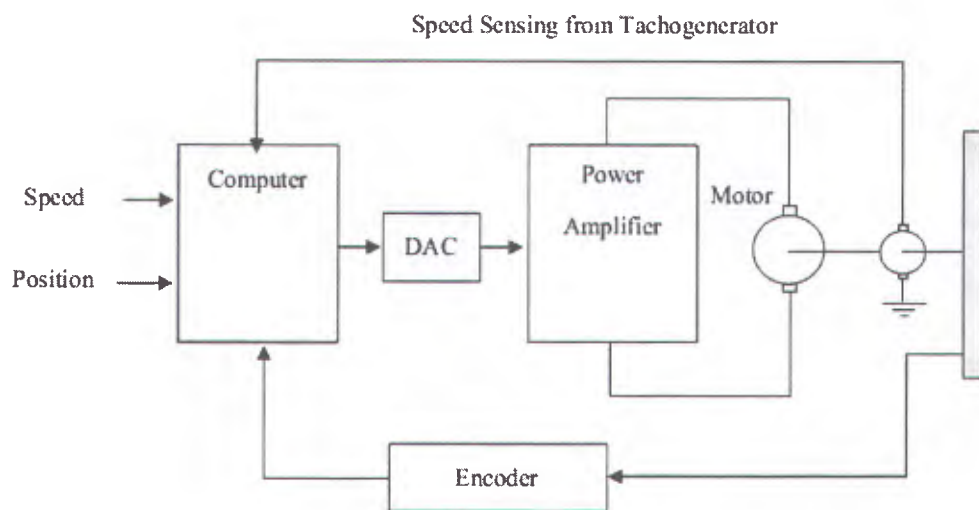 Speed Sensing from Tachogenerator
Computer
Power
Amplifier
Motor
Speed
DAC
Position
Encoder